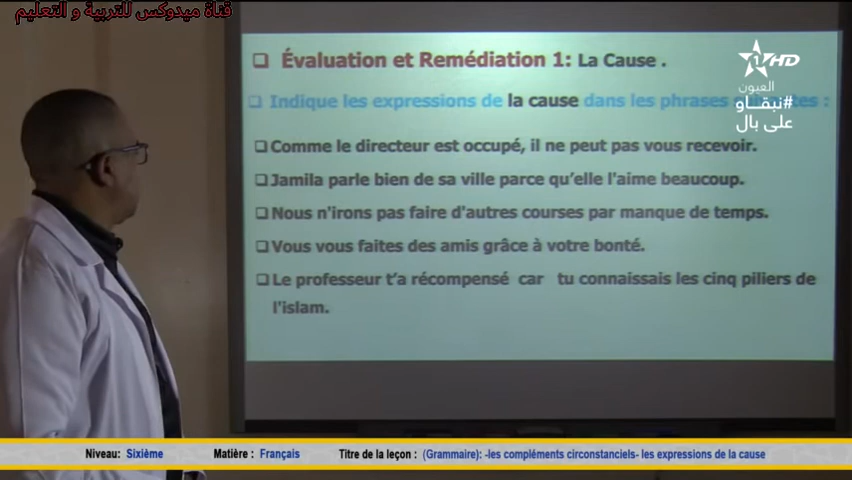 قناة ميدوكس للتربية و التعليم
❑ Évaluation et Remédiation 1: La Cause .
1 HD
العيون
❑ Indique les expressions de la cause dans les phrases :
#نبقاو
على بال
❑ Comme le directeur est occupé, il ne peut pas vous recevoir.
❑ Jamila parle bien de sa ville parce qu'elle l'aime beaucoup.
❑ Nous n'irons pas faire d'autres courses par manque de temps.
❑ Vous vous faites des amis grâce à votre bonté.
❑ Le professeur t'a récompensé car tu connaissais les cinq piliers de
l'islam.
Niveau: Sixième Matière : Français Titre de la leçon : (Grammaire): -les compléments circonstanciels- les expressions de la cause